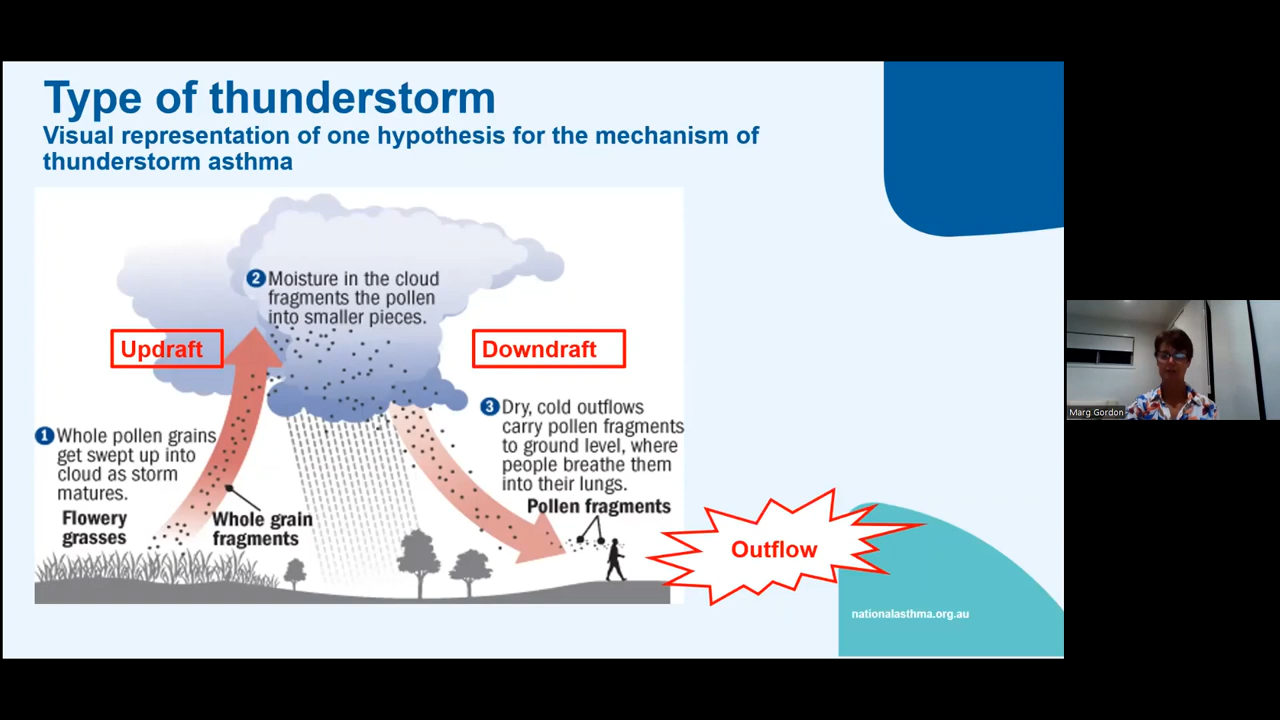 Type of thunderstorm
Visual representation of one hypothesis for the mechanism of
thunderstorm asthma
2 Moisture in the cloud
fragments the pollen
into smaller pieces.
Updraft
Downdraft
1 Whole pollen grains
get swept up into
cloud as storm
matures.
Flowery
grasses
Whole grain
fragments
3 Dry, cold outflows
carry pollen fragments
to ground level, where
people breathe them
into their lungs.
Pollen fragments
Outflow
nationalasthma.org.au
Marg Gordon